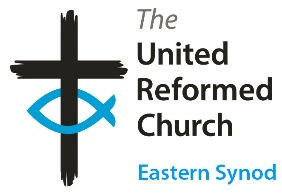 The
United
Reformed
Church
Eastern Synod